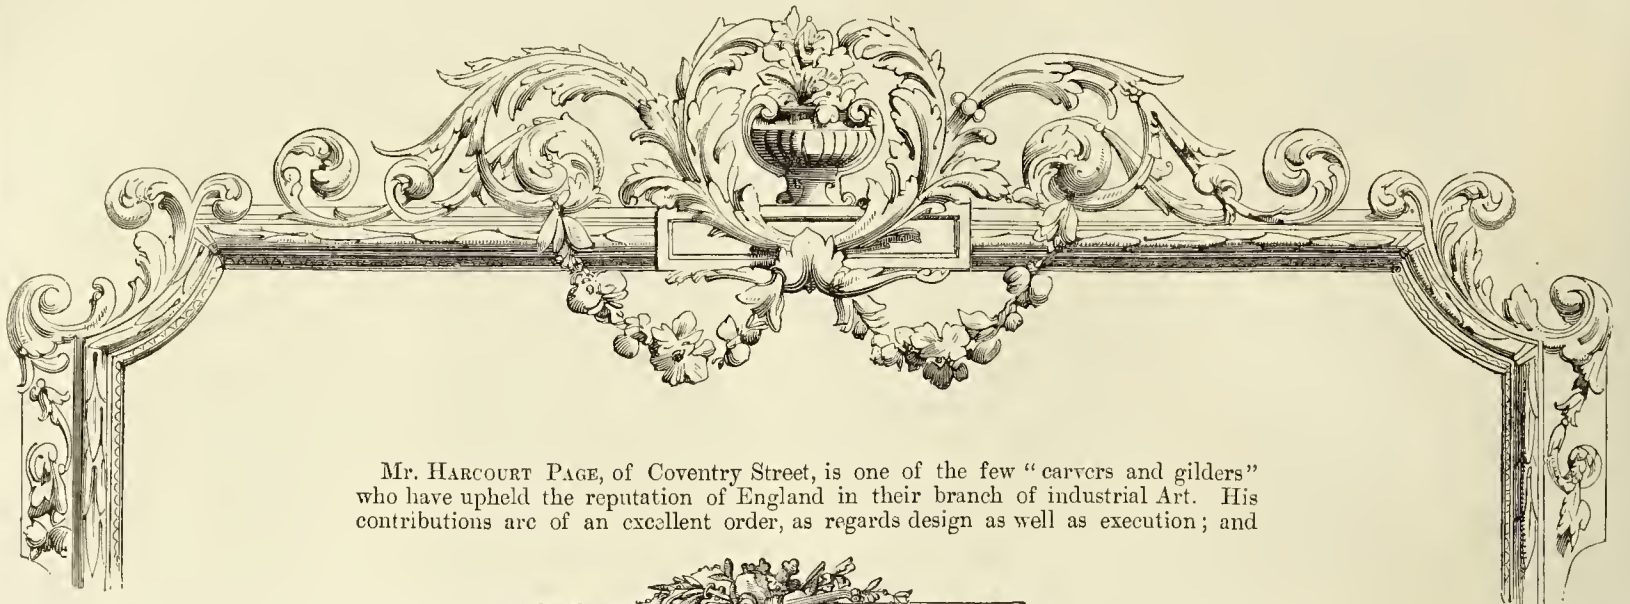 Mr. HARCOURT PAGE, of Coventry Street, is one of the few “carvers and gilders”
who have upheld the reputation of England in their branch of industrial Art. His
contributions are of an excellent order, as regards design as well as execution; and